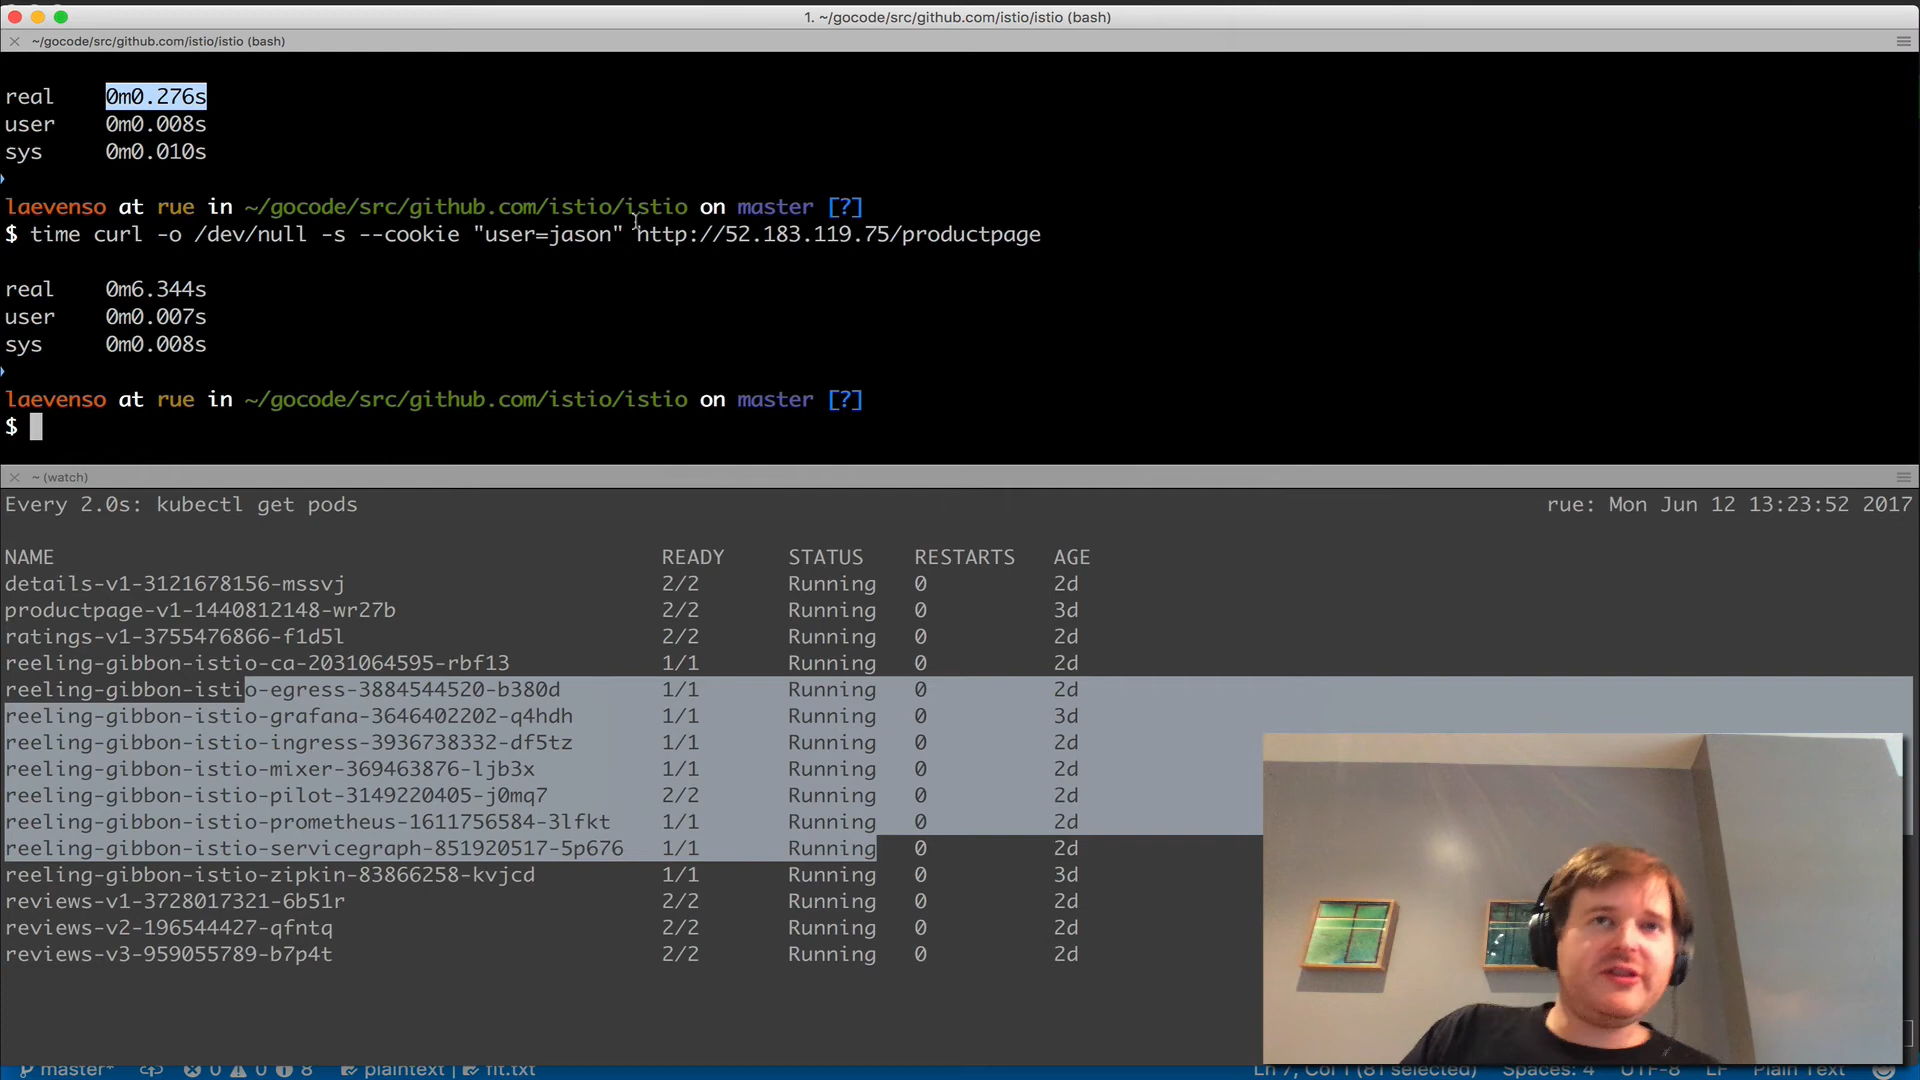 1. ~/gocode/src/github.com/istio/istio (bash)
~/gocode/src/github.com/istio/istio (bash)
real 0m0.276s
user 0m0.008s
sys 0m0.010s
laevenso at rue in ~/gocode/src/github.com/istio/istio on master [?]
$ time curl -o /dev/null -s --cookie "user=jason" http://52.183.119.75/productpage
real 0m6.344s
user 0m0.007s
sys 0m0.008s
laevenso at rue in ~/gocode/src/github.com/istio/istio on master [?]
$
~ (watch)
Every 2.0s: kubectl get pods rue: Mon Jun 12 13:23:52 2017
NAME READY STATUS RESTARTS AGE
details-v1-3121678156-mssvj 2/2 Running 0 2d
productpage-v1-1440812148-wr27b 2/2 Running 0 3d
ratings-v1-3755476866-f1d5l 2/2 Running 0 2d
reeling-gibbon-istio-ca-2031064595-rbf13 1/1 Running 0 2d
reeling-gibbon-istio-egress-3884544520-b380d 1/1 Running 0 2d
reeling-gibbon-istio-grafana-3646402202-q4hdh 1/1 Running 0 3d
reeling-gibbon-istio-ingress-3936738332-df5tz 1/1 Running 0 2d
reeling-gibbon-istio-mixer-369463876-ljb3x 1/1 Running 0 2d
reeling-gibbon-istio-pilot-3149220405-j0mq7 2/2 Running 0 2d
reeling-gibbon-istio-prometheus-1611756584-3lfkt 1/1 Running 0 2d
reeling-gibbon-istio-servicegraph-851920517-5p676 1/1 Running 0 2d
reeling-gibbon-istio-zipkin-83866258-kvjcd 1/1 Running 0 3d
reviews-v1-3728017321-6b51r 2/2 Running 0 2d
reviews-v2-196544427-qfntq 2/2 Running 0 2d
reviews-v3-959055789-b7p4t 2/2 Running 0 2d
master* 0 0 8 plaintext | fit.txt Ln 7, Col 1 (81 selected) Spaces: 4 UTF-8 LF Plain Text